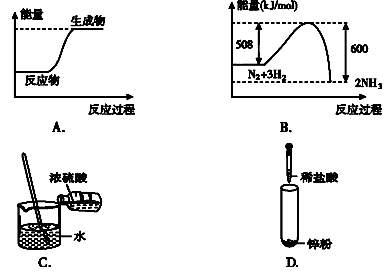 能量
生成物
反应物
反应过程
A.
能量(kJ/mol)
508
600
N₂+3H₂
2NH₃
反应过程
B.
浓硫酸
水
C.
稀盐酸
锌粉
D.